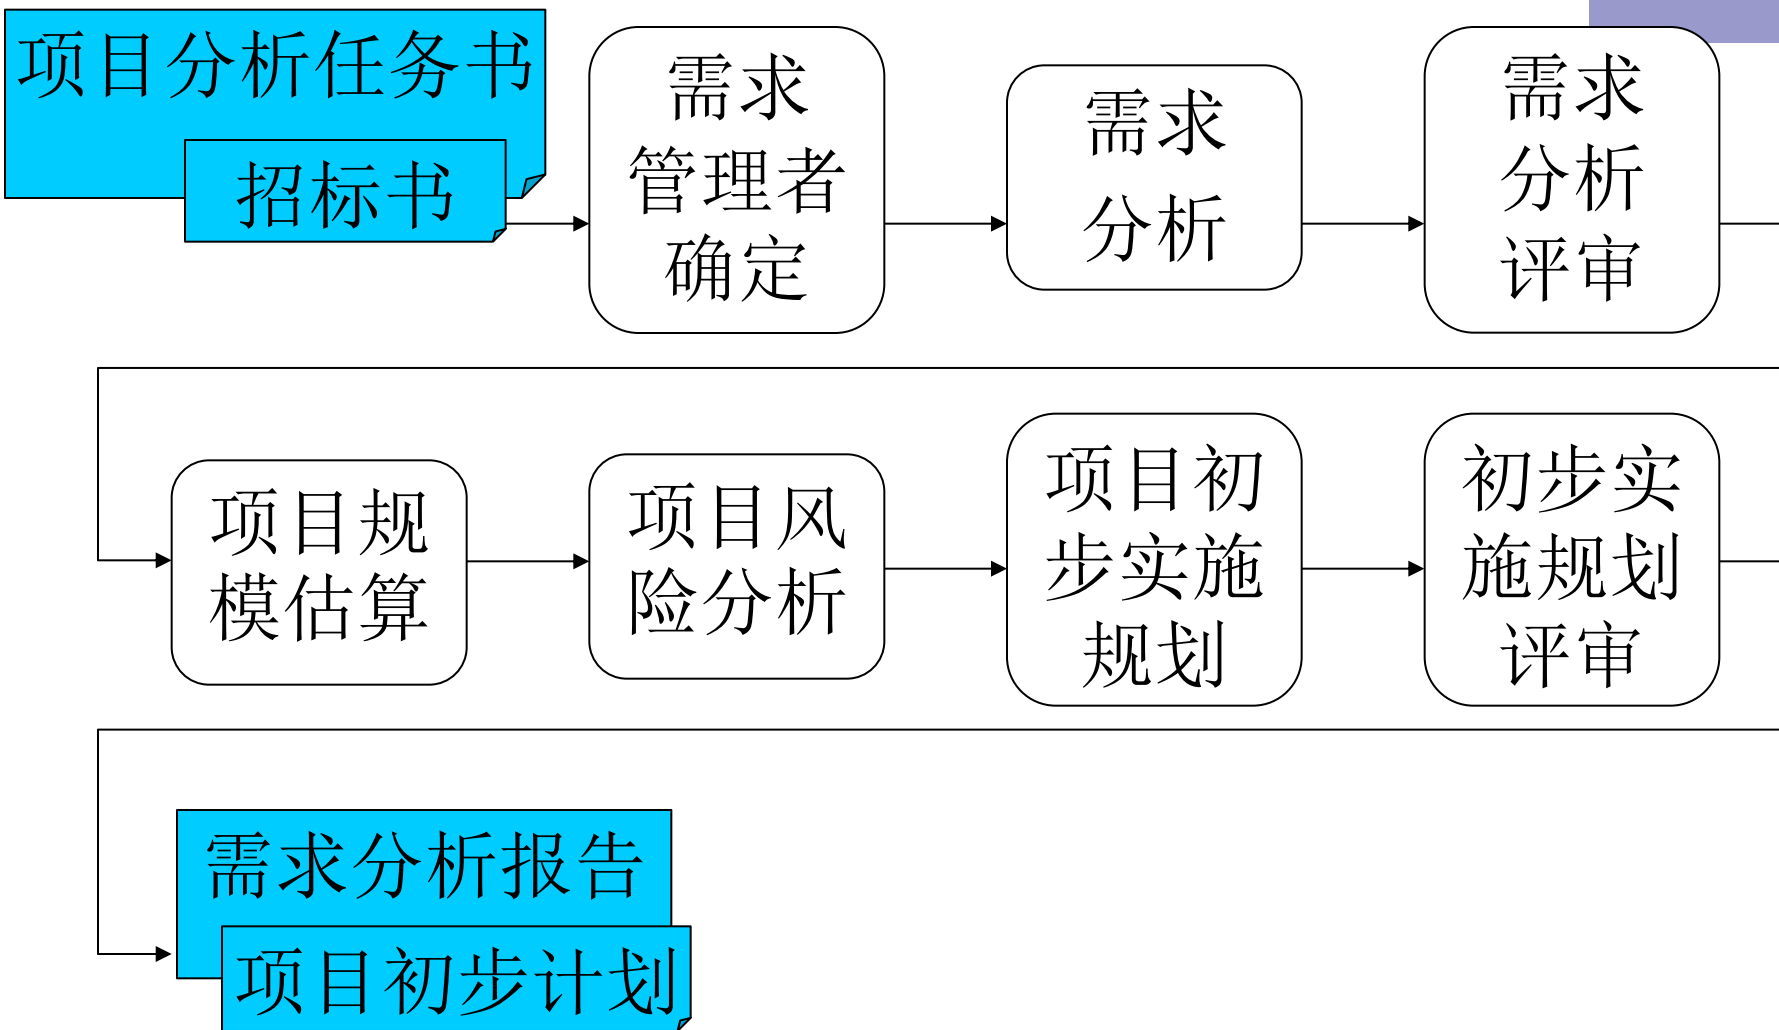 项目分析任务书
招标书
需求
管理者
确定
需求
分析
需求
分析
评审
项目规
模估算
项目风
险分析
项目初
步实施
规划
初步实
施规划
评审
需求分析报告
项目初步计划